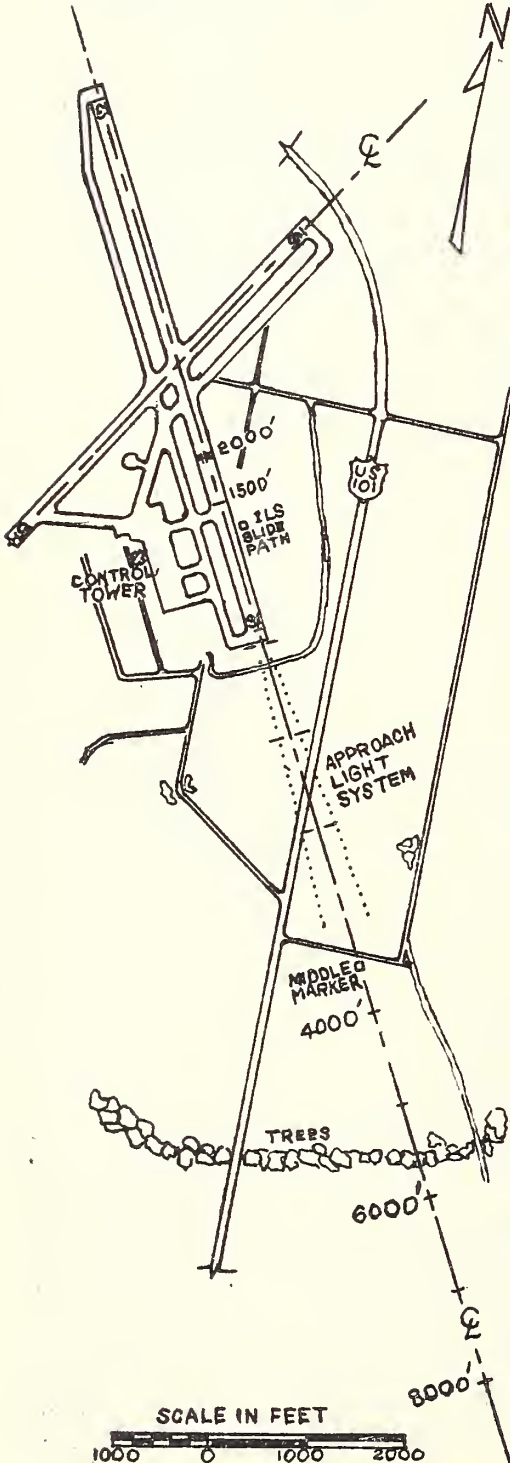 N
℄
2000'
1500'
ILS
SLIDE
PATH
US
101
CONTROL
TOWER
APPROACH
LIGHT
SYSTEM
MIDDLE
MARKER
4000'
TREES
6000'
℄
8000'
SCALE IN FEET
1000 0 1000 2000